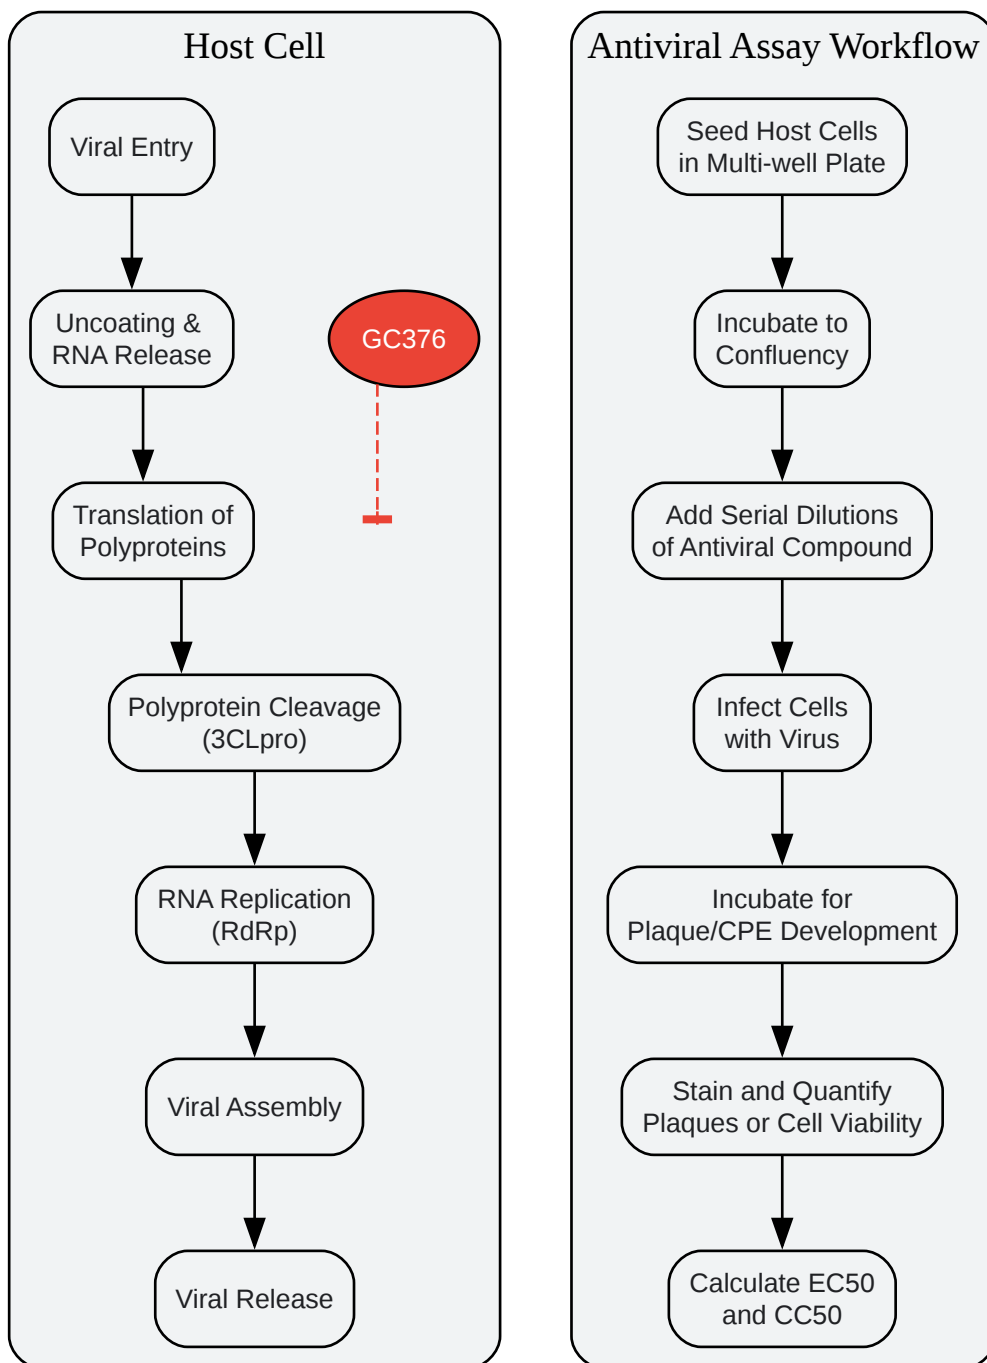 Host Cell
Viral Entry
Uncoating &
RNA Release
GC376
Translation of
Polyproteins
Polyprotein Cleavage
(3CLpro)
RNA Replication
(RdRp)
Viral Assembly
Viral Release
Antiviral Assay Workflow
Seed Host Cells
in Multi-well Plate
Incubate to
Confluency
Add Serial Dilutions
of Antiviral Compound
Infect Cells
with Virus
Incubate for
Plaque/CPE Development
Stain and Quantify
Plaques or Cell Viability
Calculate EC50
and CC50